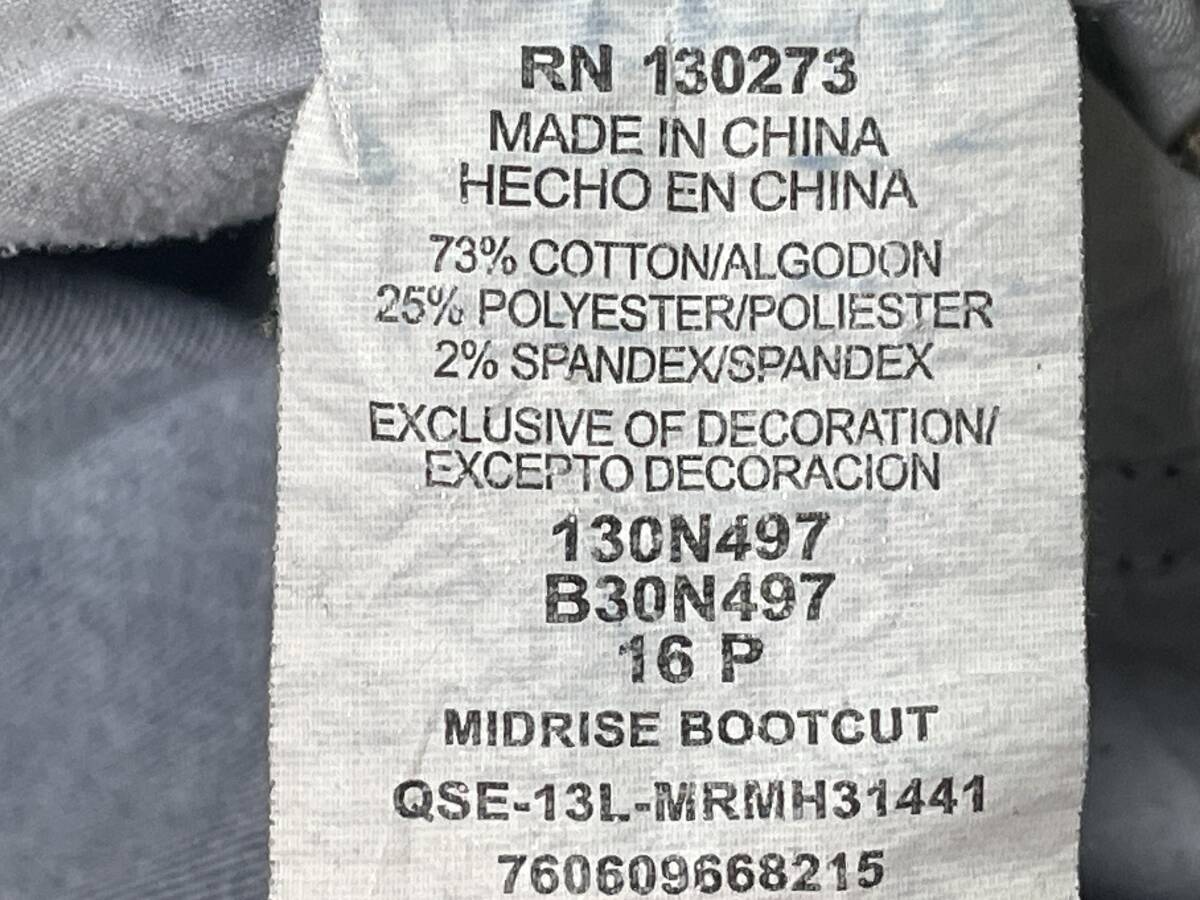 RN 130273
MADE IN CHINA
HECHO EN CHINA
73% COTTON/ALGODON
25% POLYESTER/POLIESTER
2% SPANDEX/SPANDEX
EXCLUSIVE OF DECORATION/
EXCEPTO DECORACION
130N497
B30N497
16 P
MIDRISE BOOTCUT
QSE-13L-MRMH31441
760609668215